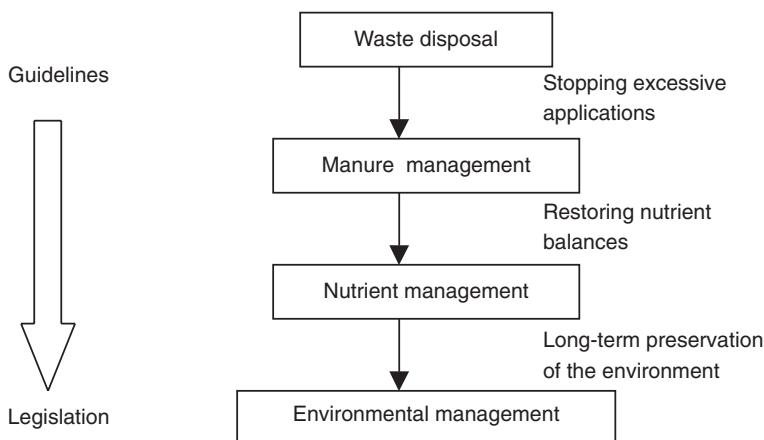 Waste disposal
Guidelines
Stopping excessive
applications
Manure management
Restoring nutrient
balances
Nutrient management
Long-term preservation
of the environment
Legislation
Environmental management